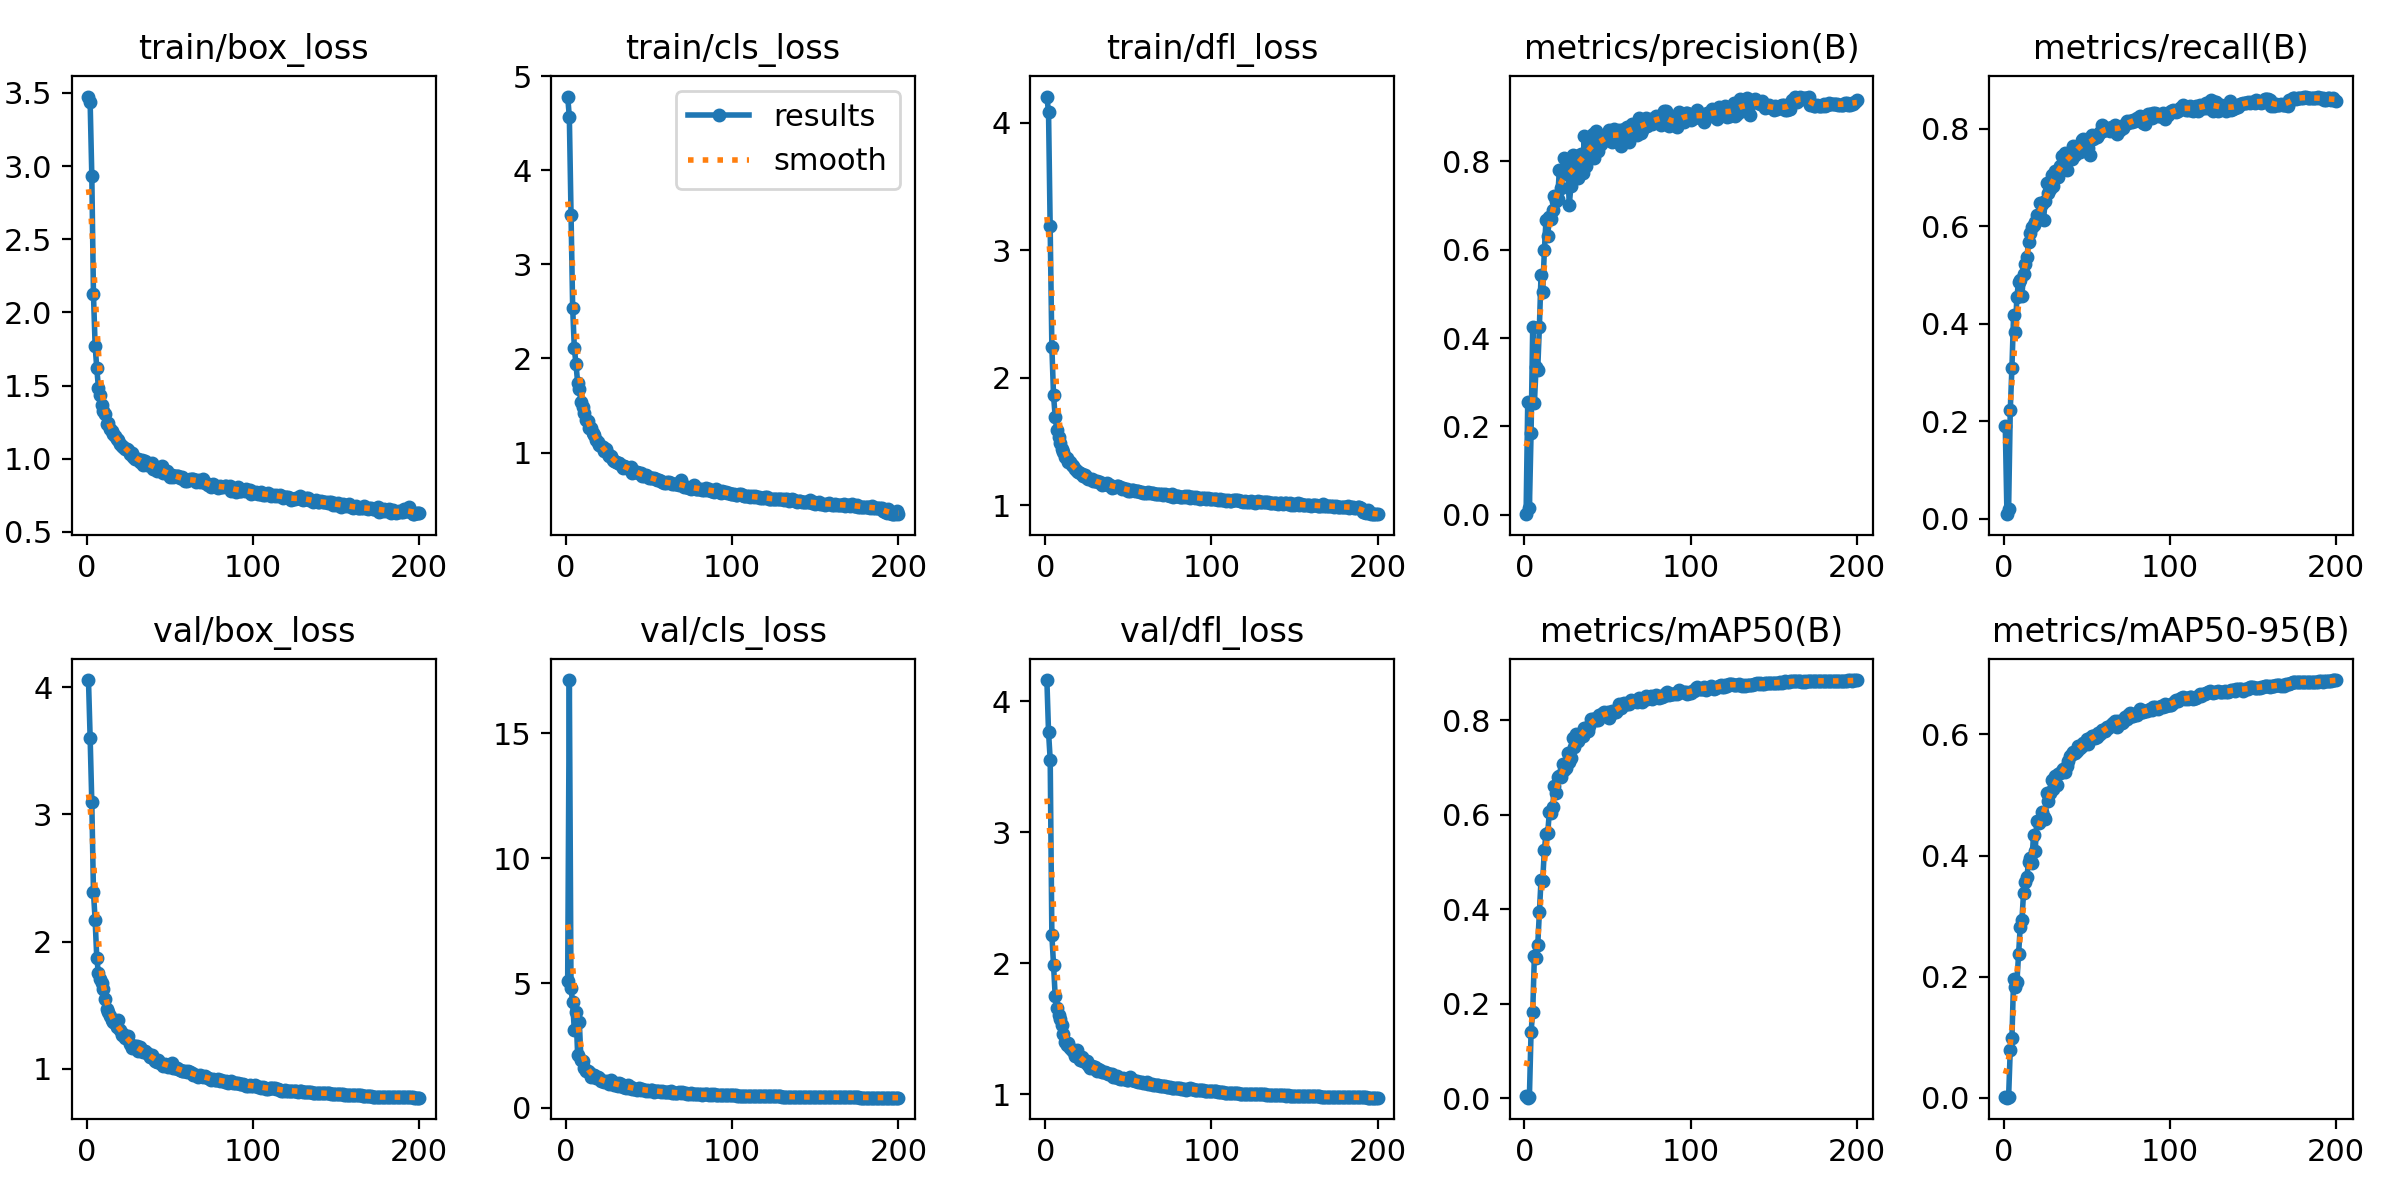 train/box_loss
3.5
3.0
2.5
2.0
1.5
1.0
0.5
0 100 200
train/cls_loss
results
smooth
5
4
3
2
1
0 100 200
train/dfl_loss
4
3
2
1
0 100 200
metrics/precision(B)
0.8
0.6
0.4
0.2
0.0
0 100 200
metrics/recall(B)
0.8
0.6
0.4
0.2
0.0
0 100 200
val/box_loss
4
3
2
1
0 100 200
val/cls_loss
15
10
5
0
0 100 200
val/dfl_loss
4
3
2
1
0 100 200
metrics/mAP50(B)
0.8
0.6
0.4
0.2
0.0
0 100 200
metrics/mAP50-95(B)
0.6
0.4
0.2
0.0
0 100 200